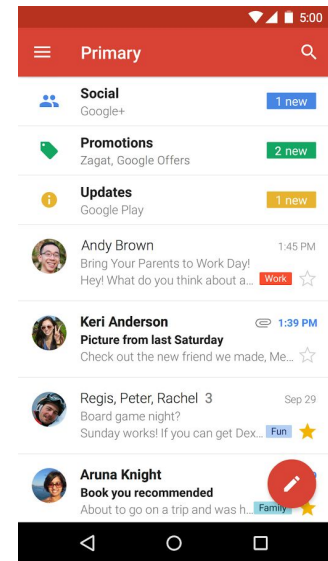 5:00
Primary
Social
1 new
Google+
Promotions
2 new
Zagat, Google Offers
Updates
1 new
Google Play
Andy Brown 1:45 PM
Bring Your Parents to Work Day!
Hey! What do you think about a... Work
Keri Anderson 1:39 PM
Picture from last Saturday
Check out the new friend we made, Me...
Regis, Peter, Rachel 3 Sep 29
Board game night?
Sunday works! If you can get Dex... Fun
Aruna Knight
Book you recommended
About to go on a trip and was h... Family